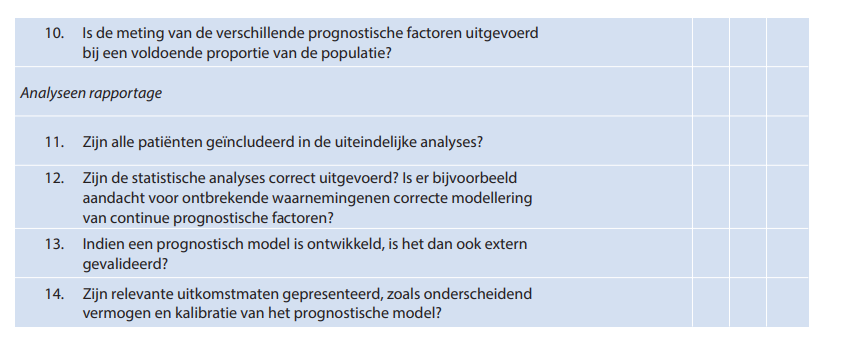 10. Is de meting van de verschillende prognostische factoren uitgevoerd
bij een voldoende proportie van de populatie?
Analyseen rapportage
11. Zijn alle patiënten geïncludeerd in de uiteindelijke analyses?
12. Zijn de statistische analyses correct uitgevoerd? Is er bijvoorbeeld
aandacht voor ontbrekende waarnemingenen correcte modellering
van continue prognostische factoren?
13. Indien een prognostisch model is ontwikkeld, is het dan ook extern
gevalideerd?
14. Zijn relevante uitkomstmaten gepresenteerd, zoals onderscheidend
vermogen en kalibratie van het prognostische model?